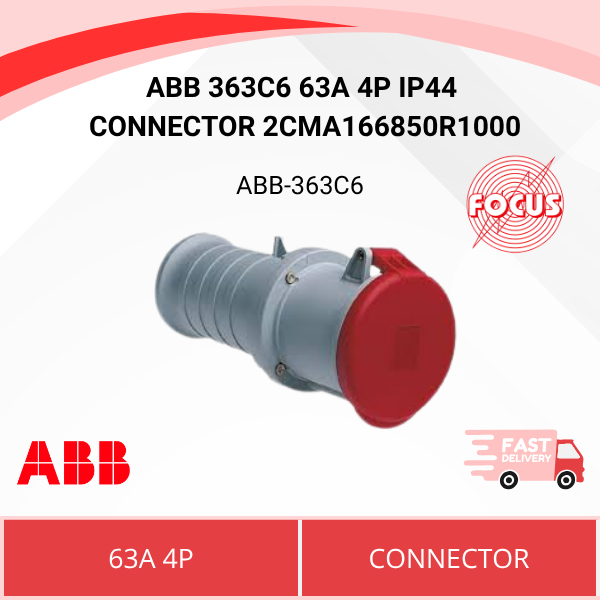 ABB 363C6 63A 4P IP44
CONNECTOR 2CMA166850R1000
ABB-363C6
FOCUS
ABB
FAST
DELIVERY
63A 4P
CONNECTOR